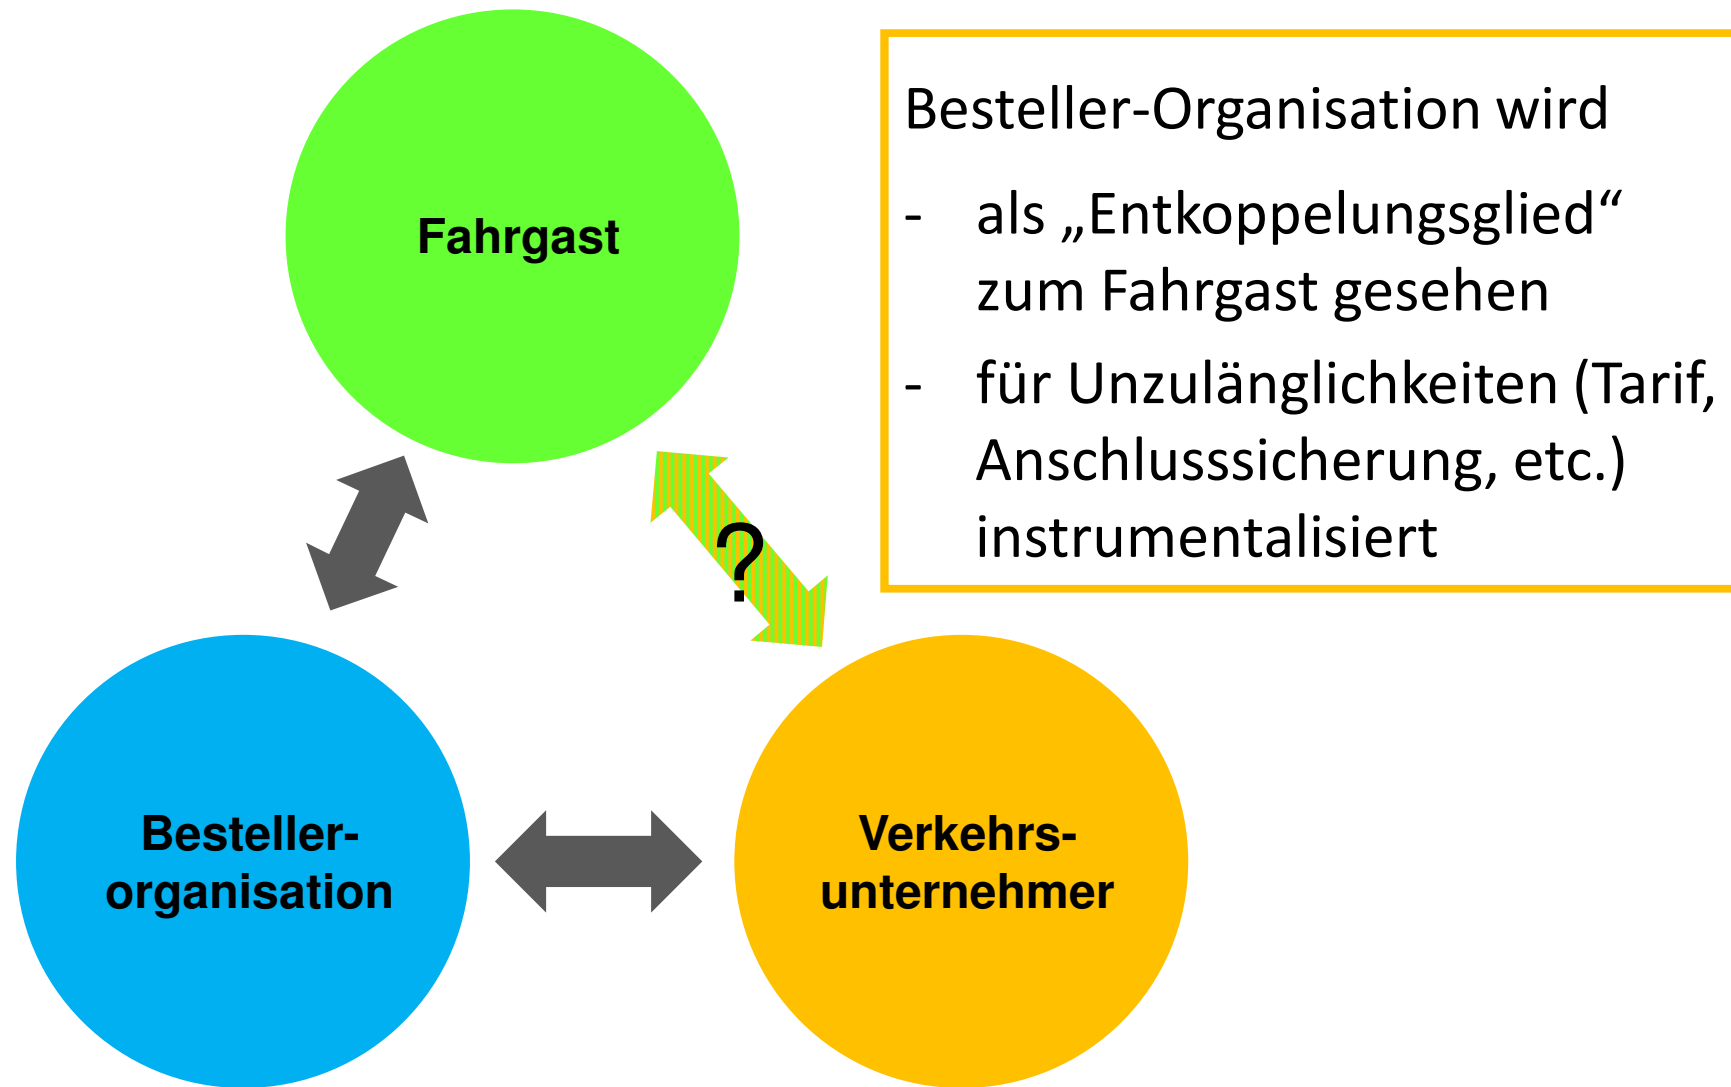 Fahrgast
Besteller-Organisation wird
- als „Entkoppelungsglied“
zum Fahrgast gesehen
- für Unzulänglichkeiten (Tarif,
Anschlusssicherung, etc.)
instrumentalisiert
?
Besteller-
organisation
Verkehrs-
unternehmer